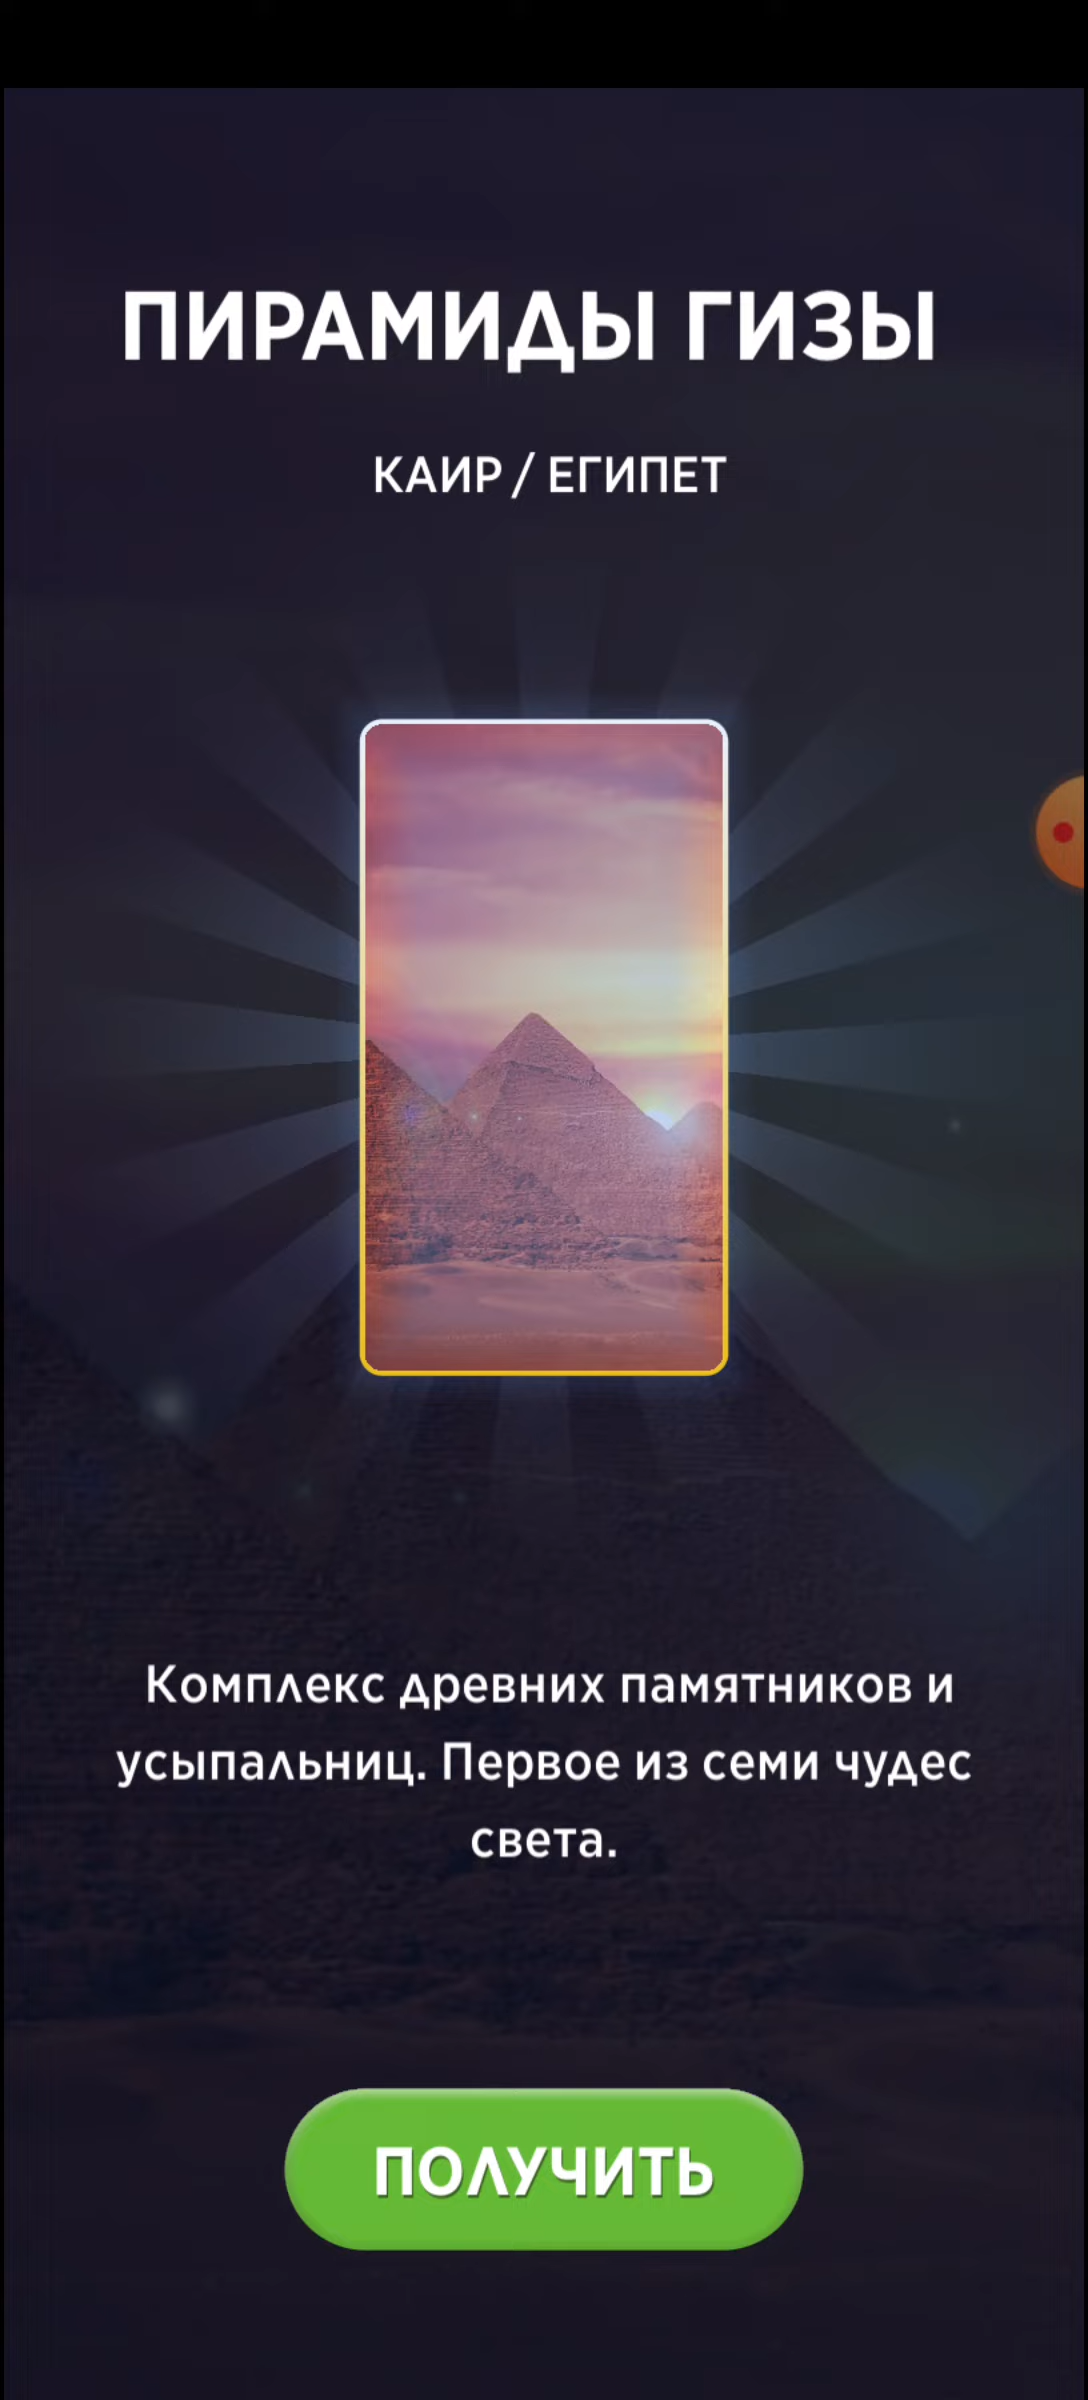 ПИРАМИДЫ ГИЗЫ
КАИР / ЕГИПЕТ
Комплекс древних памятников и
усыпальниц. Первое из семи чудес
света.
ПОЛУЧИТЬ